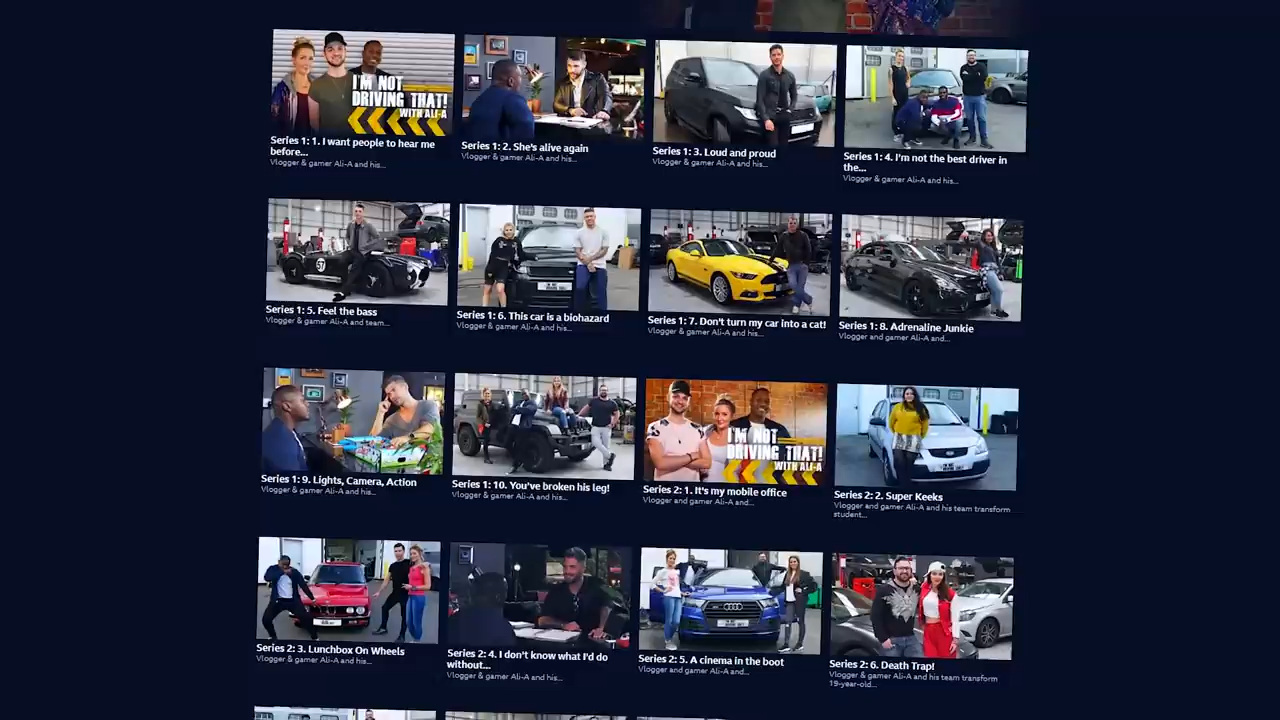 I'M NOT
DRIVING THAT!
WITH ALI-A
Series 1: 1. I want people to hear me
before...
Vlogger & gamer Ali-A and his...
Series 1: 2. She's alive again
Vlogger & gamer Ali-A and his...
Series 1: 3. Loud and proud
Vlogger & gamer Ali-A and his...
Series 1: 4. I'm not the best driver in
the...
Vlogger & gamer Ali-A and his...
57
Series 1: 5. Feel the bass
Vlogger & gamer Ali-A and team...
Series 1: 6. This car is a biohazard
Vlogger & gamer Ali-A and his...
Series 1: 7. Don't turn my car into a cat!
Vlogger & gamer Ali-A and his...
Series 1: 8. Adrenaline Junkie
Vlogger and gamer Ali-A and...
Series 1: 9. Lights, Camera, Action
Vlogger & gamer Ali-A and his...
Series 1: 10. You've broken his leg!
Vlogger & gamer Ali-A and his...
I'M NOT
DRIVING THAT!
WITH ALI-A
Series 2: 1. It's my mobile office
Vlogger and gamer Ali-A and...
Series 2: 2. Super Keeks
Vlogger and gamer Ali-A and his team transform
student...
Series 2: 3. Lunchbox On Wheels
Vlogger & gamer Ali-A and his...
Series 2: 4. I don't know what I'd do
without...
Vlogger & gamer Ali-A and his...
Series 2: 5. A cinema in the boot
Vlogger and gamer Ali-A and...
Series 2: 6. Death Trap!
Vlogger & gamer Ali-A and his team transform
19-year-old...